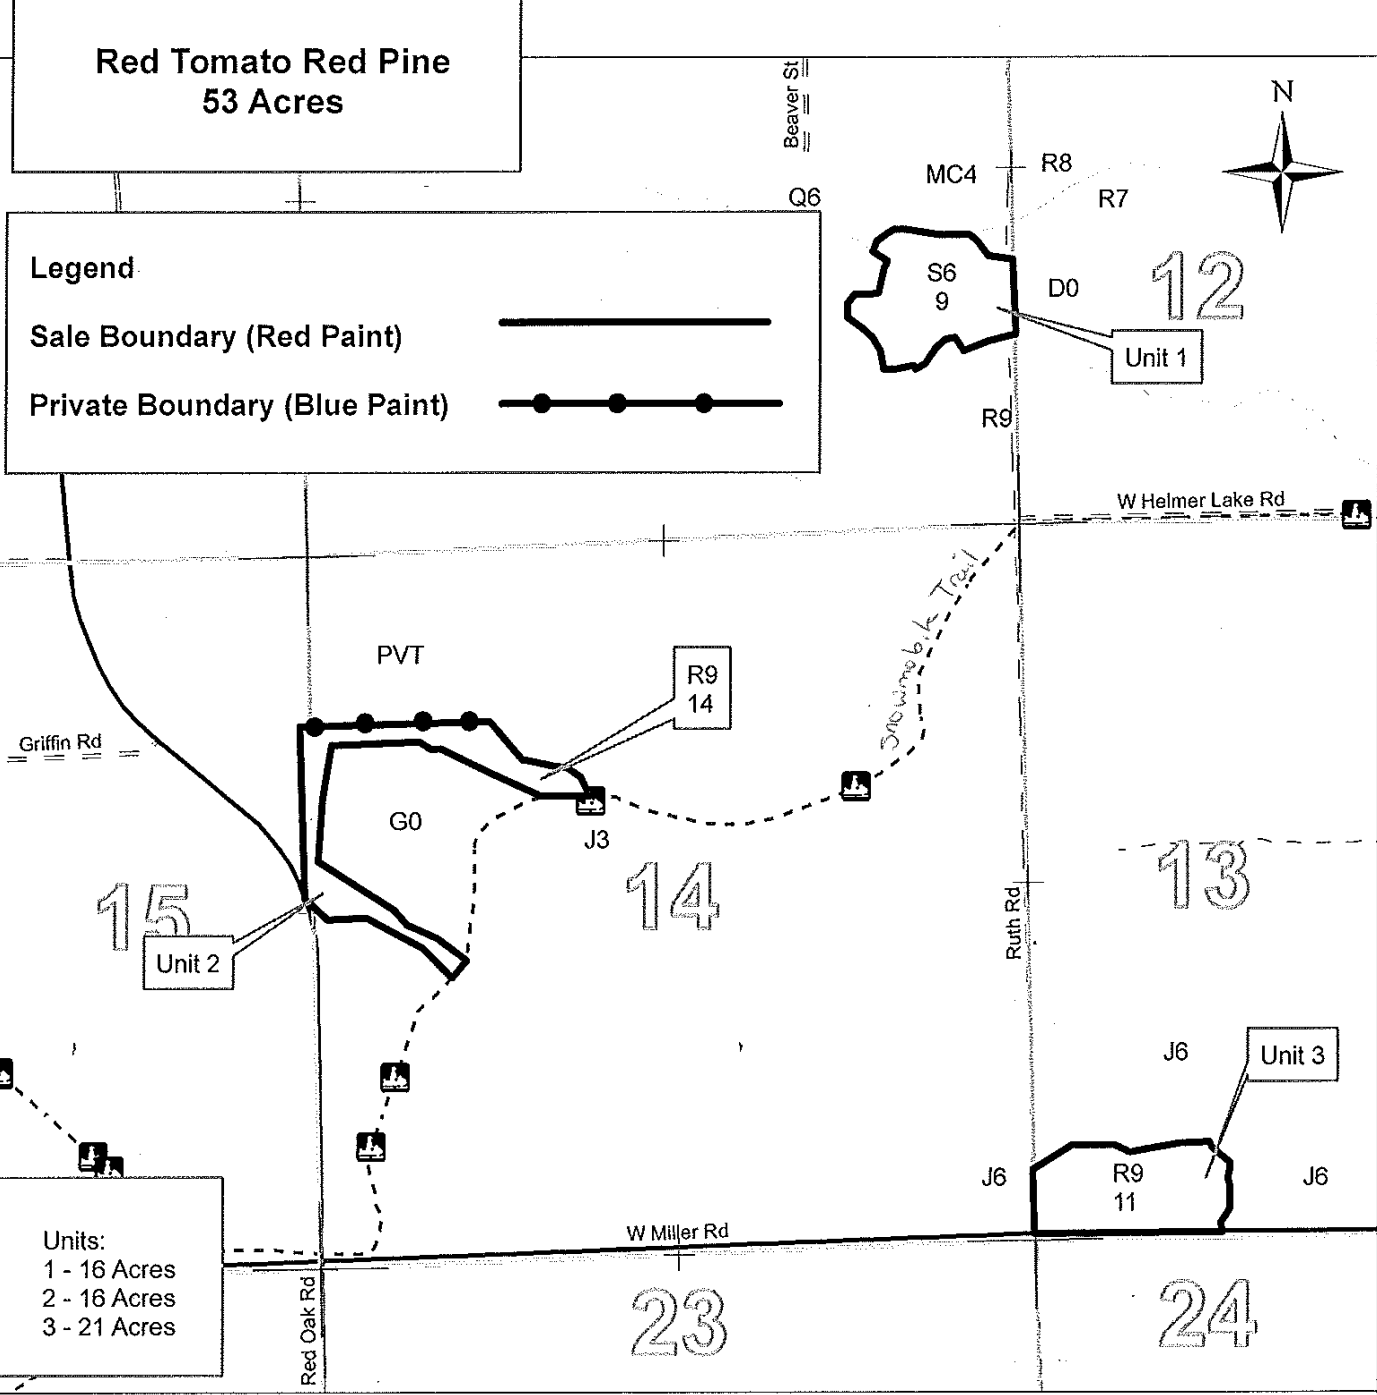 Red Tomato Red Pine
53 Acres
Beaver St
N
MC4
R8
R7
Q6
Legend
Sale Boundary (Red Paint)
Private Boundary (Blue Paint)
S6
9
D0
12
Unit 1
R9
W Helmer Lake Rd
Snowmobile Trail
PVT
R9
14
Griffin Rd
G0
J3
15
14
13
Unit 2
Ruth Rd
J6
Unit 3
J6
R9
11
J6
W Miller Rd
Units:
1 - 16 Acres
2 - 16 Acres
3 - 21 Acres
Red Oak Rd
23
24